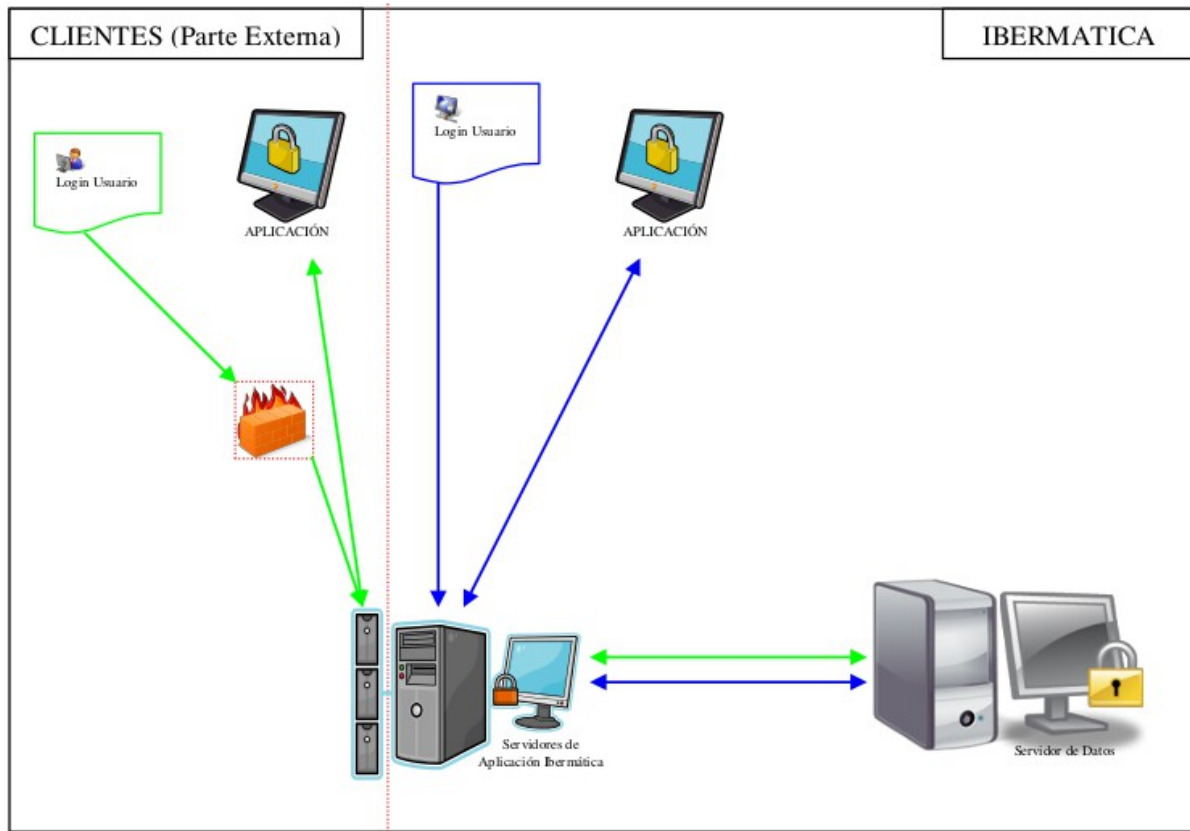 CLIENTES (Parte Externa)
IBERMATICA
Login Usuario
APLICACIÓN
Login Usuario
APLICACIÓN
Servidores de
Aplicación Ibermática
Servidor de Datos